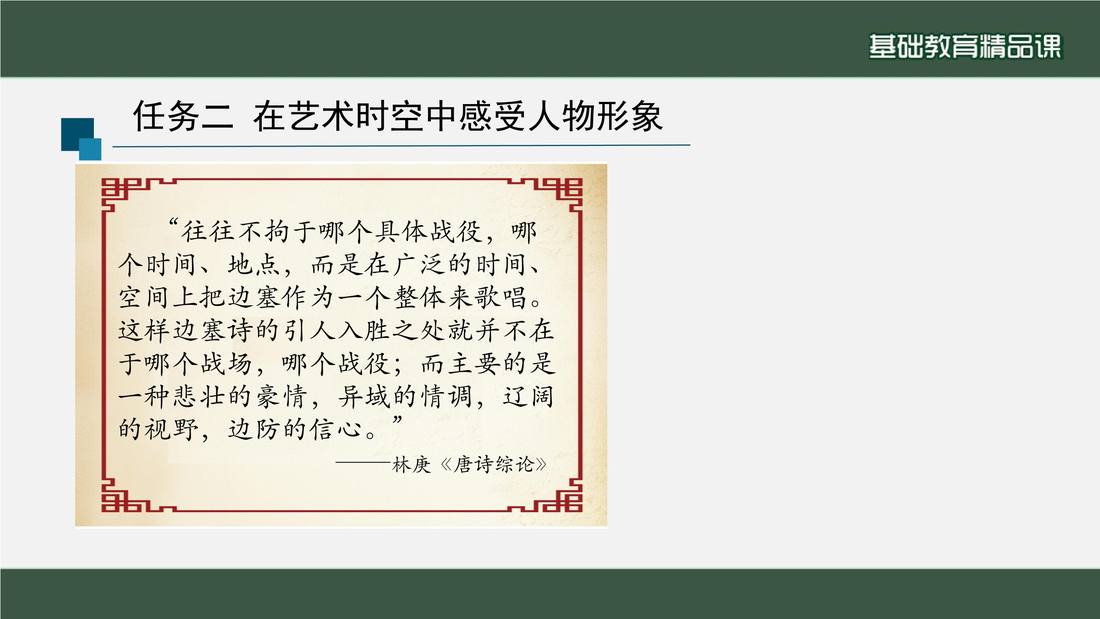 基础教育精品课
任务二 在艺术时空中感受人物形象
“往往不拘于哪个具体战役，哪
个时间、地点，而是在广泛的时间、
空间上把边塞作为一个整体来歌唱。
这样边塞诗的引人入胜之处就并不在
于哪个战场，哪个战役；而主要的是
一种悲壮的豪情，异域的情调，辽阔
的视野，边防的信心。”
——林庚《唐诗综论》